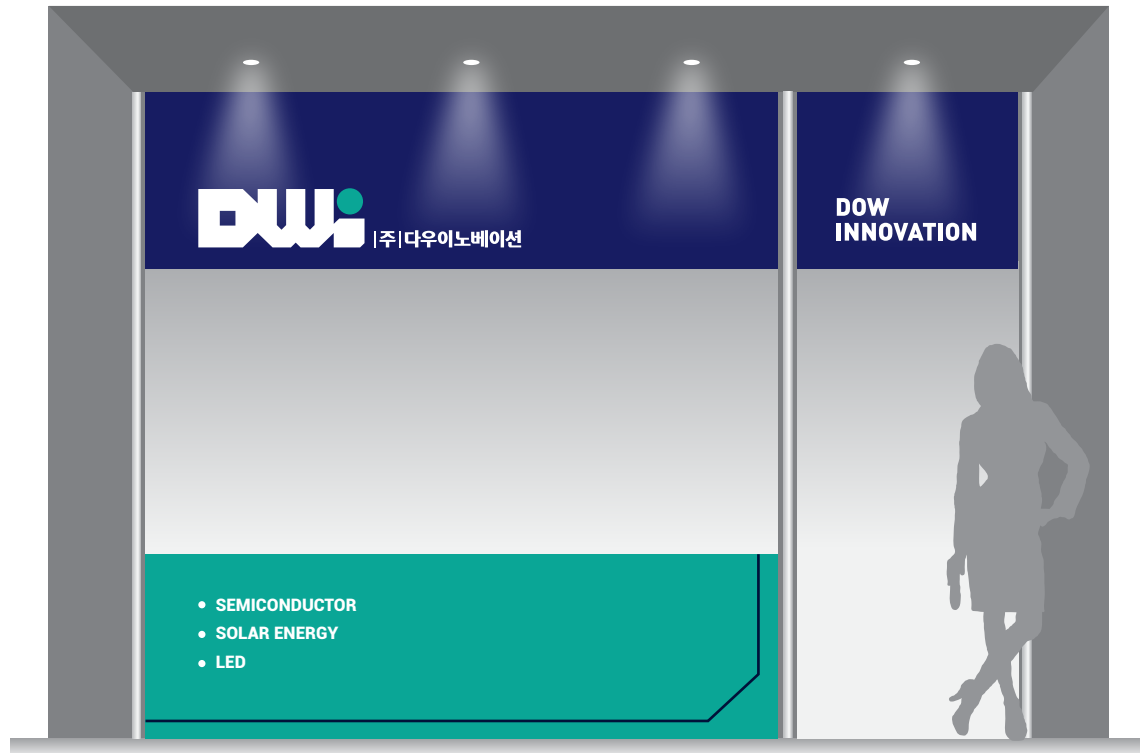 DWi |주|다우이노베이션
DOW
INNOVATION
• SEMICONDUCTOR
• SOLAR ENERGY
• LED